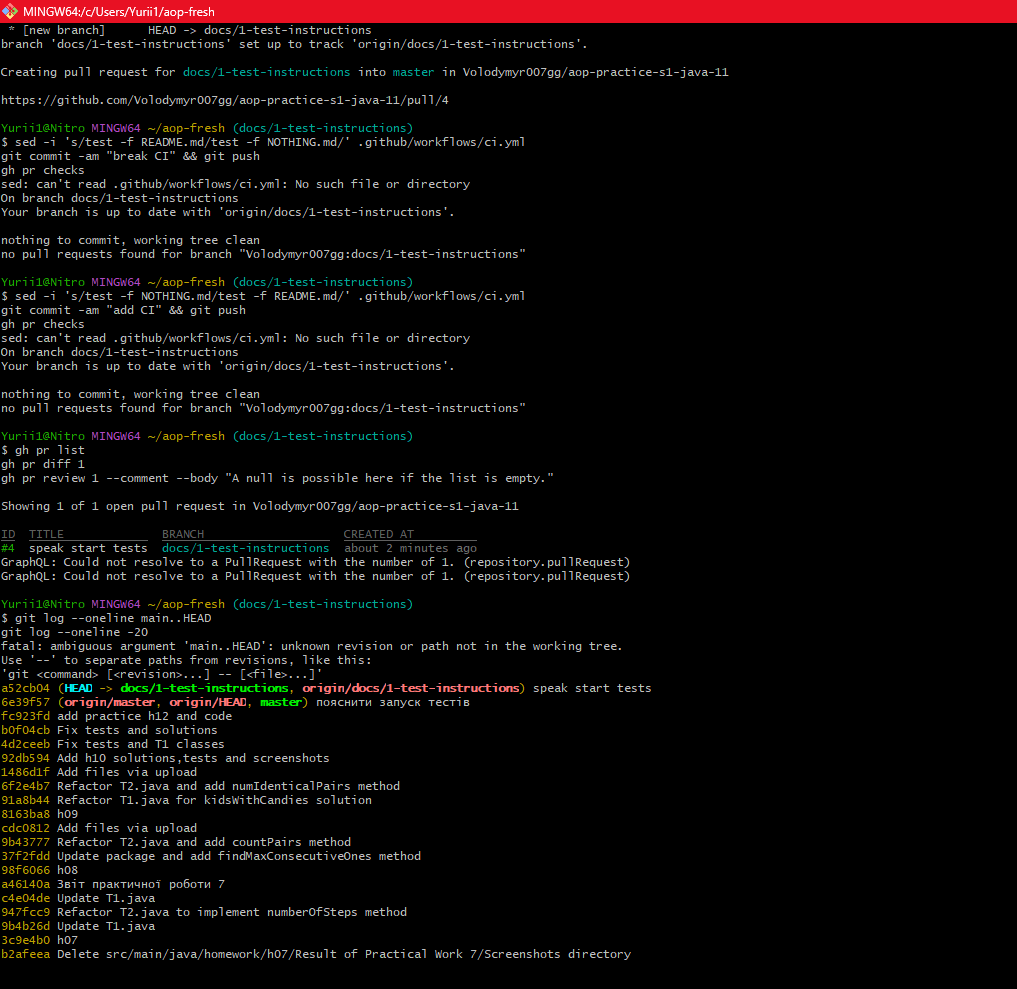 MINGW64:/c/Users/Yurii1/aop-fresh
* [new branch]      HEAD -> docs/1-test-instructions
branch 'docs/1-test-instructions' set up to track 'origin/docs/1-test-instructions'.
Creating pull request for docs/1-test-instructions into master in Volodymyr007gg/aop-practice-s1-java-11
https://github.com/Volodymyr007gg/aop-practice-s1-java-11/pull/4
Yurii1@Nitro MINGW64 ~/aop-fresh (docs/1-test-instructions)
$ sed -i 's/test -f README.md/test -f NOTHING.md/' .github/workflows/ci.yml
git commit -am "break CI" && git push
gh pr checks
sed: can't read .github/workflows/ci.yml: No such file or directory
On branch docs/1-test-instructions
Your branch is up to date with 'origin/docs/1-test-instructions'.
nothing to commit, working tree clean
no pull requests found for branch "Volodymyr007gg:docs/1-test-instructions"
Yurii1@Nitro MINGW64 ~/aop-fresh (docs/1-test-instructions)
$ sed -i 's/test -f NOTHING.md/test -f README.md/' .github/workflows/ci.yml
git commit -am "add CI" && git push
gh pr checks
sed: can't read .github/workflows/ci.yml: No such file or directory
On branch docs/1-test-instructions
Your branch is up to date with 'origin/docs/1-test-instructions'.
nothing to commit, working tree clean
no pull requests found for branch "Volodymyr007gg:docs/1-test-instructions"
Yurii1@Nitro MINGW64 ~/aop-fresh (docs/1-test-instructions)
$ gh pr list
gh pr diff 1
gh pr review 1 --comment --body "A null is possible here if the list is empty."
Showing 1 of 1 open pull request in Volodymyr007gg/aop-practice-s1-java-11
ID  TITLE              BRANCH                    CREATED AT
#4  speak start tests  docs/1-test-instructions  about 2 minutes ago
GraphQL: Could not resolve to a PullRequest with the number of 1. (repository.pullRequest)
GraphQL: Could not resolve to a PullRequest with the number of 1. (repository.pullRequest)
Yurii1@Nitro MINGW64 ~/aop-fresh (docs/1-test-instructions)
$ git log --oneline main..HEAD
git log --oneline -20
fatal: ambiguous argument 'main..HEAD': unknown revision or path not in the working tree.
Use '--' to separate paths from revisions, like this:
'git <command> [<revision>...] -- [<file>...]'
a52cb04 (HEAD -> docs/1-test-instructions, origin/docs/1-test-instructions) speak start tests
6e39f57 (origin/master, origin/HEAD, master) пояснити запуск тестів
fc923fd add practice h12 and code
b0f04cb Fix tests and solutions
4d2ceeb Fix tests and T1 classes
92db594 Add h10 solutions,tests and screenshots
1486d1f Add files via upload
6f2e4b7 Refactor T2.java and add numIdenticalPairs method
91a8b44 Refactor T1.java for kidsWithCandies solution
8163ba8 h09
cdc0812 Add files via upload
9b43777 Refactor T2.java and add countPairs method
37f2fdd Update package and add findMaxConsecutiveOnes method
98f6066 h08
a46140a Звіт практичної роботи 7
c4e04de Update T1.java
947fcc9 Refactor T2.java to implement numberOfSteps method
9b4b26d Update T1.java
3c9e4b0 h07
b2afeea Delete src/main/java/homework/h07/Result of Practical Work 7/Screenshots directory